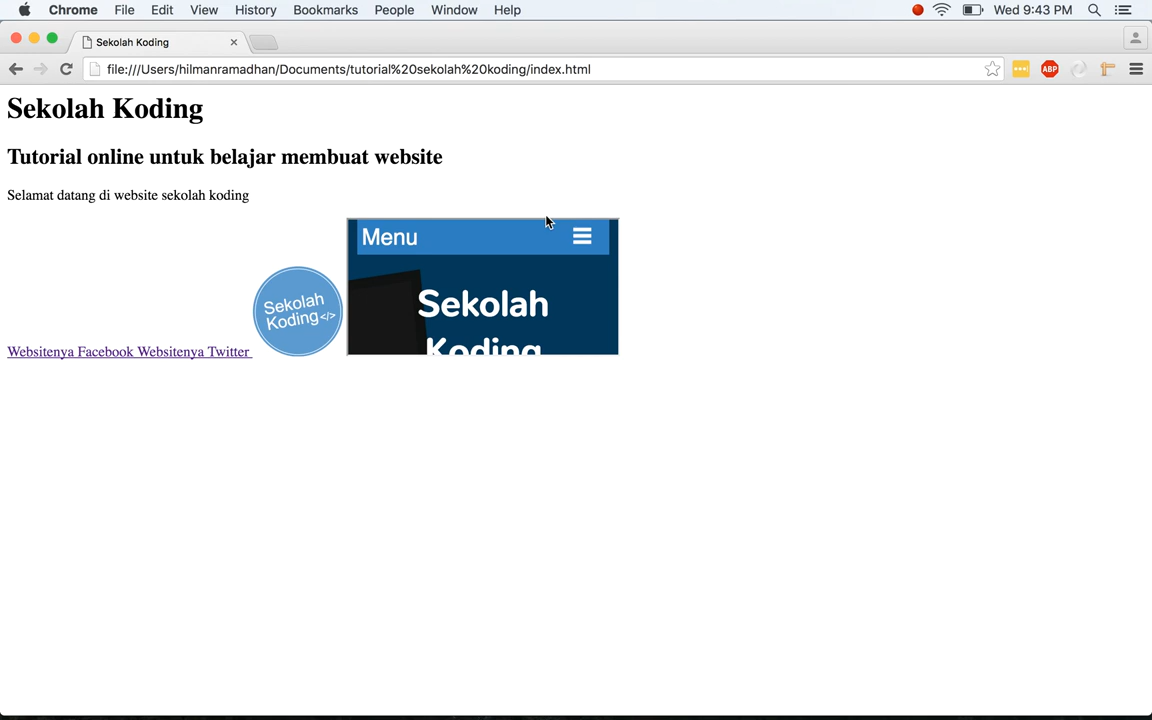 Chrome File Edit View History Bookmarks People Window Help Wed 9:43 PM
Sekolah Koding
file:///Users/hilmanramadhan/Documents/tutorial%20sekolah%20koding/index.html
ABP
Sekolah Koding
Tutorial online untuk belajar membuat website
Selamat datang di website sekolah koding
Websitenya Facebook Websitenya Twitter
Sekolah
Koding</>
Menu
Sekolah
Koding